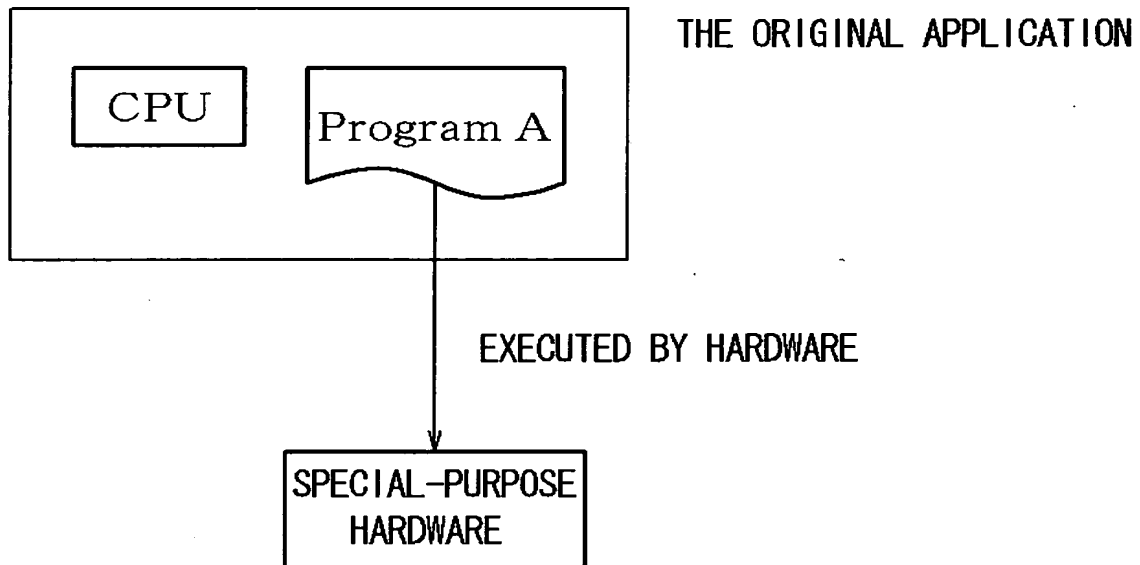 THE ORIGINAL APPLICATION
CPU
Program A
EXECUTED BY HARDWARE
SPECIAL-PURPOSE
HARDWARE